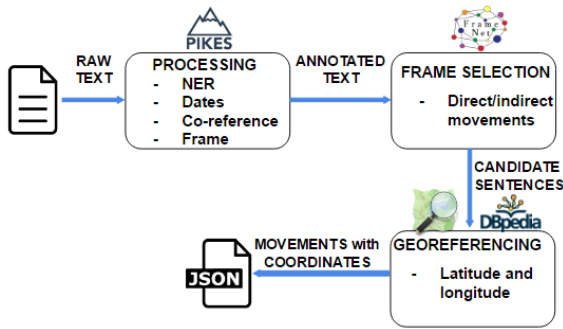 PIKES
Frame
Net
RAW
TEXT
PROCESSING
- NER
- Dates
- Co-reference
- Frame
ANNOTATED
TEXT
FRAME SELECTION
- Direct/indirect
movements
CANDIDATE
SENTENCES
DBpedia
GEOREFERENCING
- Latitude and
longitude
MOVEMENTS with
COORDINATES
JSON